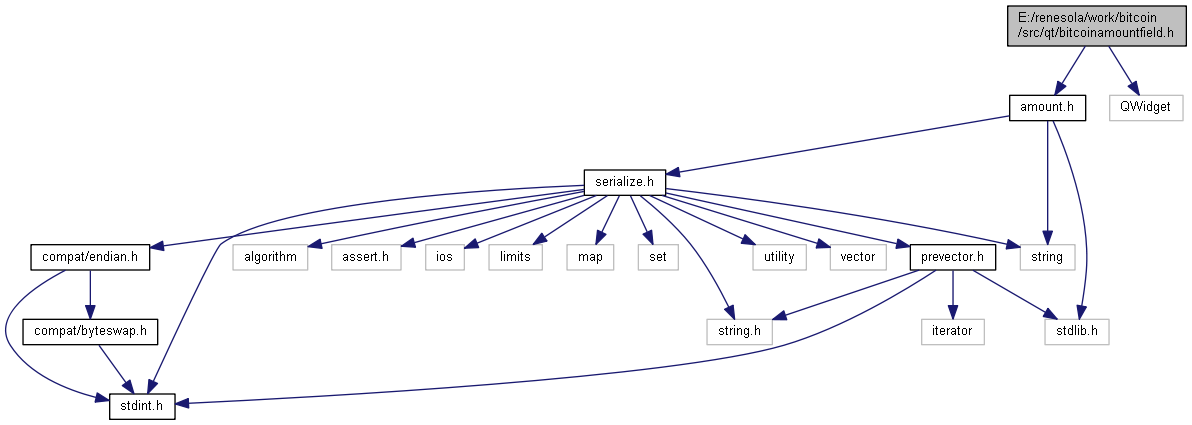 E:/renesola/work/bitcoin
/src/qt/bitcoinamountfield.h
amount.h
QWidget
serialize.h
compat/endian.h
algorithm
assert.h
ios
limits
map
set
utility
vector
prevector.h
string
compat/byteswap.h
string.h
iterator
stdlib.h
stdint.h